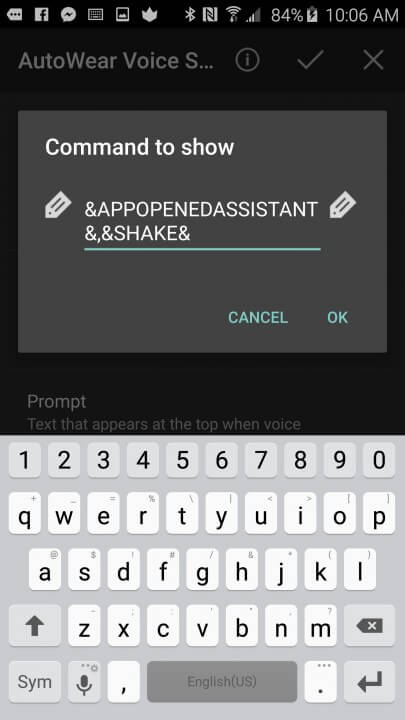 84% 10:06 AM
AutoWear Voice S...
Command to show
&APPOPENEDASSISTANT
&,&SHAKE&
CANCEL OK
Prompt
Text that appears at the top when voice
1 2 3 4 5 6 7 8 9 0
+ _ = % \ | < > [ ]
q w e r t y u i o p
@ $ ! # / & * ( )
a s d f g h j k l
- ' " : ; , ?
z x c v b n m
Sym , English(US) .